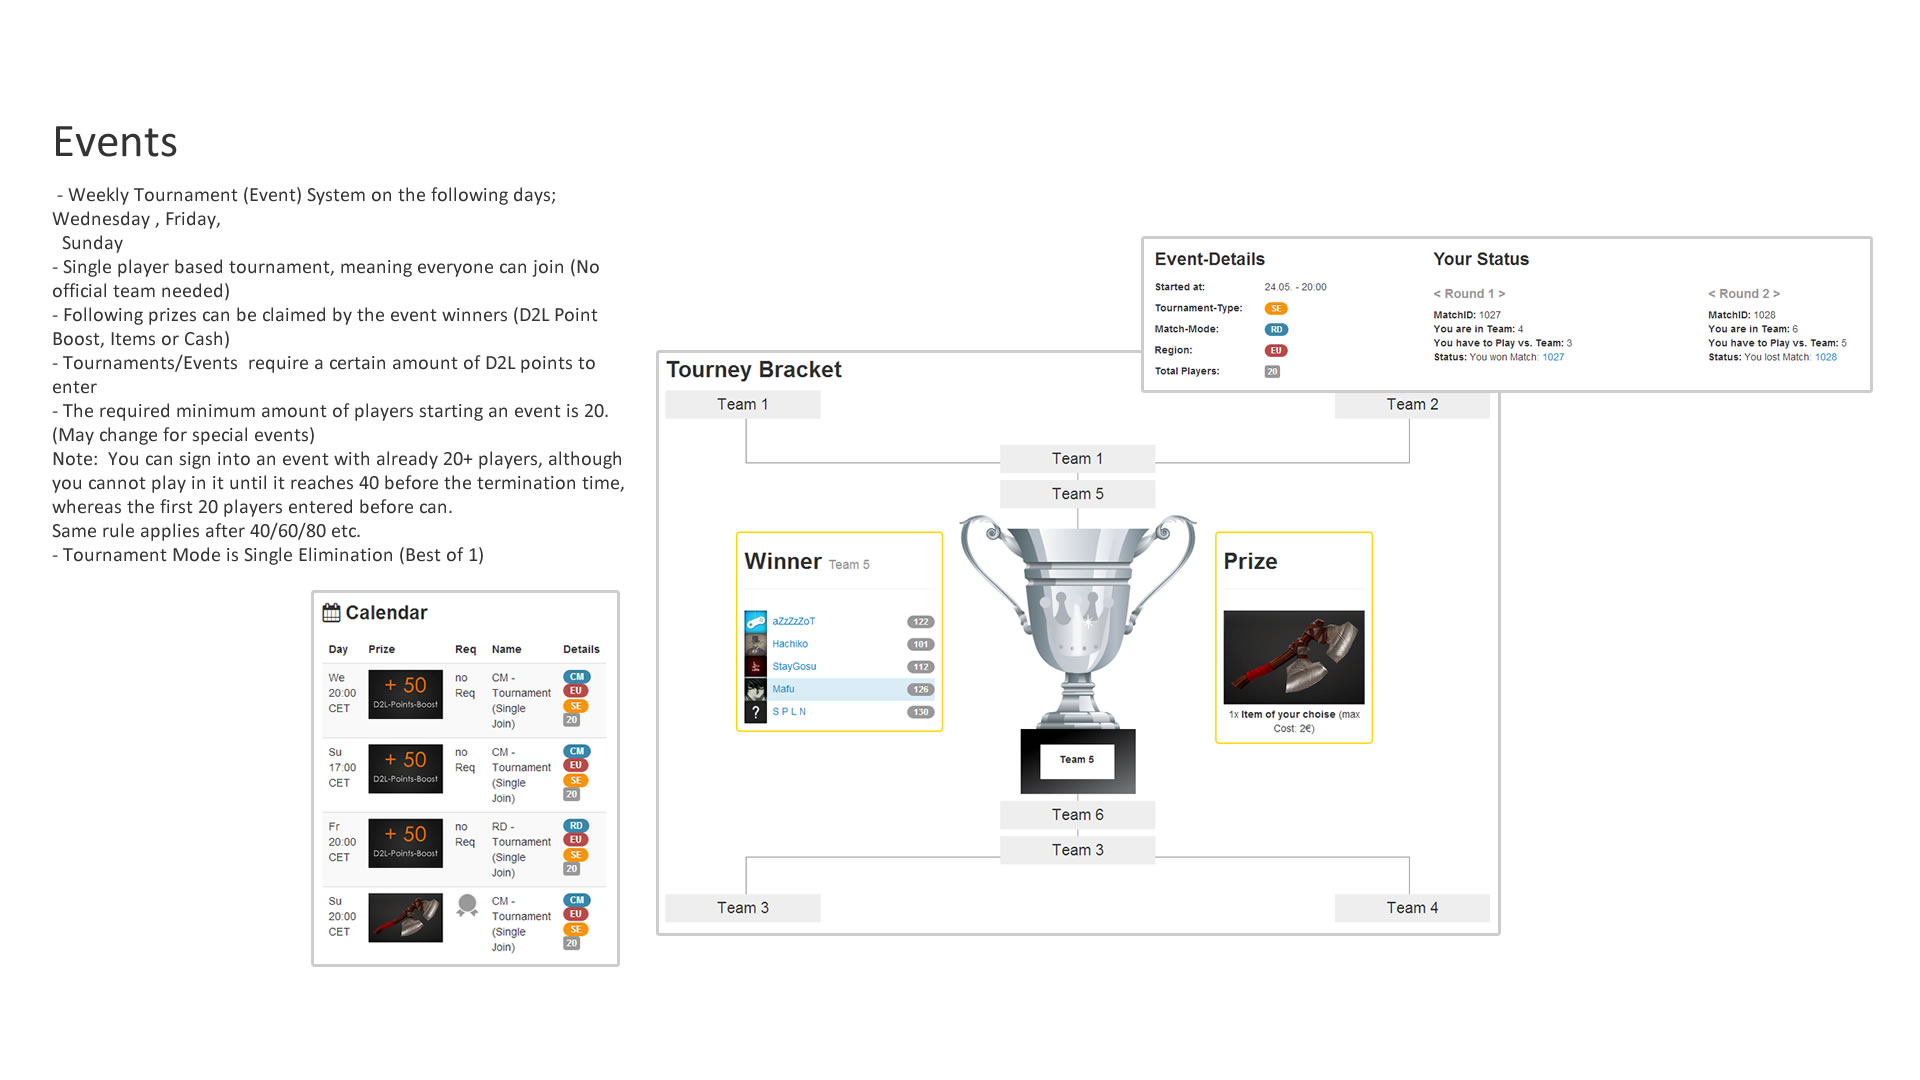 Events
- Weekly Tournament (Event) System on the following days;
Wednesday , Friday,
Sunday
- Single player based tournament, meaning everyone can join (No
official team needed)
- Following prizes can be claimed by the event winners (D2L Point
Boost, Items or Cash)
- Tournaments/Events  require a certain amount of D2L points to
enter
- The required minimum amount of players starting an event is 20.
(May change for special events)
Note:  You can sign into an event with already 20+ players, although
you cannot play in it until it reaches 40 before the termination time,
whereas the first 20 players entered before can.
Same rule applies after 40/60/80 etc.
- Tournament Mode is Single Elimination (Best of 1)
Calendar
Day Prize Req Name Details
We
20:00
CET
+ 50
D2L-Points-Boost
no
Req
CM -
Tournament
(Single
Join)
CM
EU
SE
20
Su
17:00
CET
+ 50
D2L-Points-Boost
no
Req
CM -
Tournament
(Single
Join)
CM
EU
SE
20
Fr
20:00
CET
+ 50
D2L-Points-Boost
no
Req
RD -
Tournament
(Single
Join)
RD
EU
SE
20
Su
20:00
CET
CM -
Tournament
(Single
Join)
CM
EU
SE
20
Tourney Bracket
Team 1
Team 2
Team 1
Team 5
Winner Team 5
aZzZzZoT 122
Hachiko 101
StayGosu 112
Mafu 126
? S P L N 130
Team 5
Prize
1x Item of your choise (max
Cost: 2€)
Team 6
Team 3
Team 3
Team 4
Event-Details
Started at: 24.05. - 20:00
Tournament-Type: SE
Match-Mode: RD
Region: EU
Total Players: 20
Your Status
< Round 1 >
MatchID: 1027
You are in Team: 4
You have to Play vs. Team: 3
Status: You won Match: 1027
< Round 2 >
MatchID: 1028
You are in Team: 6
You have to Play vs. Team: 5
Status: You lost Match: 1028